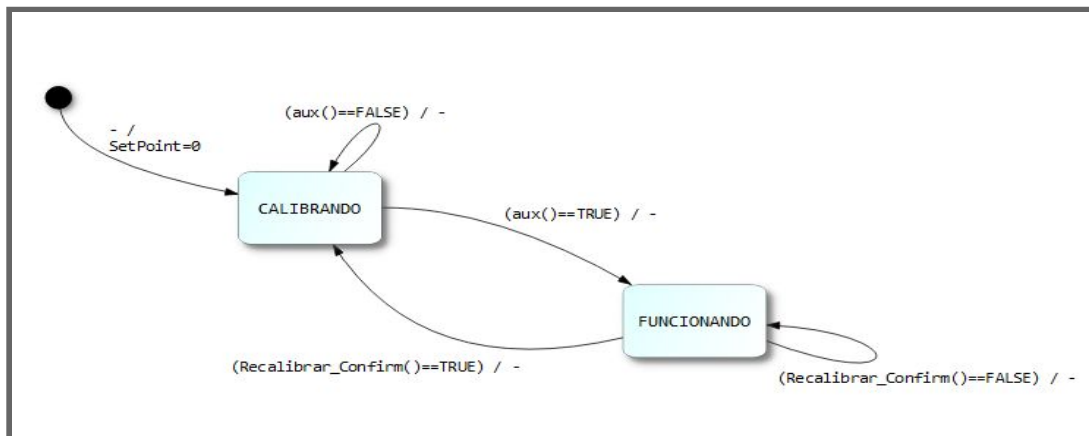 (aux()==FALSE) / -
- /
SetPoint=0
CALIBRANDO
(aux()==TRUE) / -
FUNCIONANDO
(Recalibrar_Confirm()==TRUE) / -
(Recalibrar_Confirm()==FALSE) / -